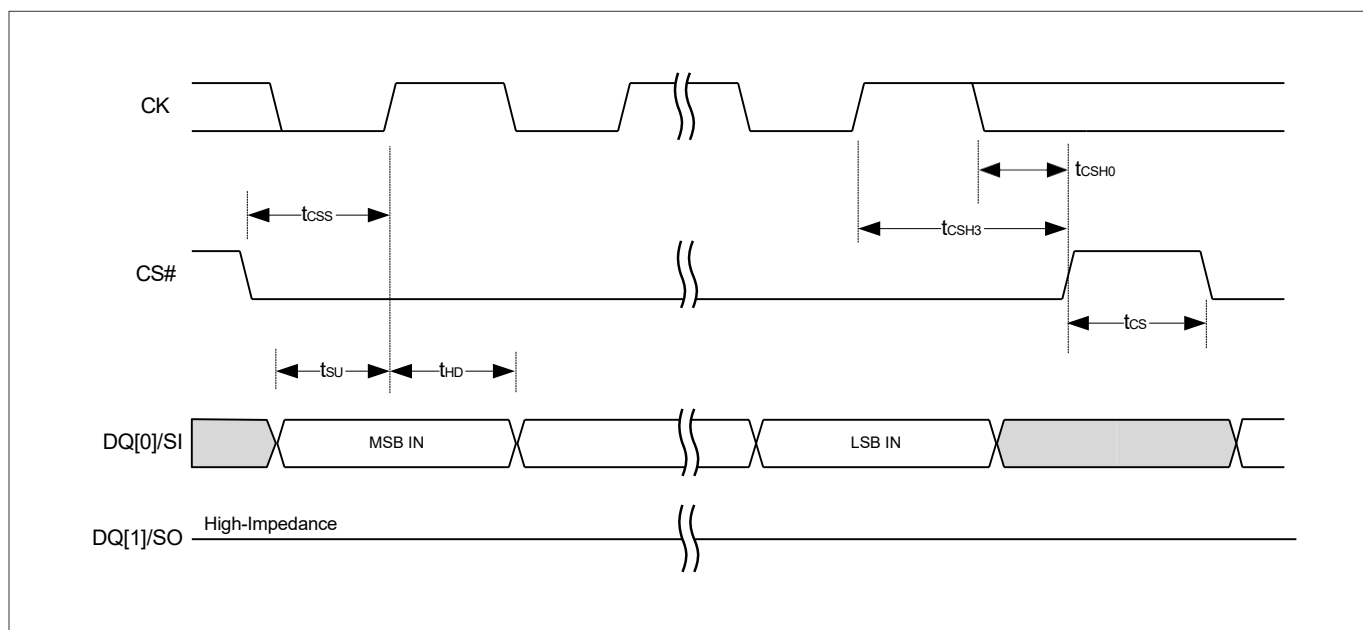 CK
tCSH0
tCSS
tCSH3
CS#
tCS
tSU
tHD
DQ[0]/SI
MSB IN
LSB IN
High-Impedance
DQ[1]/SO